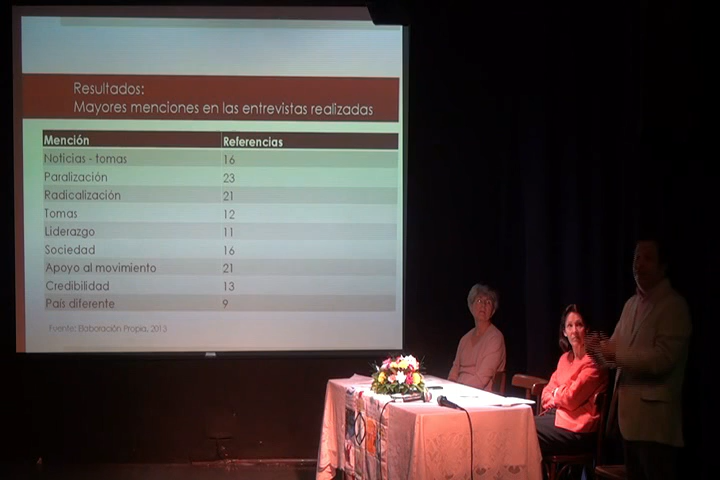 Resultados:
Mayores menciones en las entrevistas realizadas
Mención Referencias
Noticias - tomas 16
Paralización 23
Radicalización 21
Tomas 12
Liderazgo 11
Sociedad 16
Apoyo al movimiento 21
Credibilidad 13
País diferente 9
Fuente: Elaboración Propia, 2013